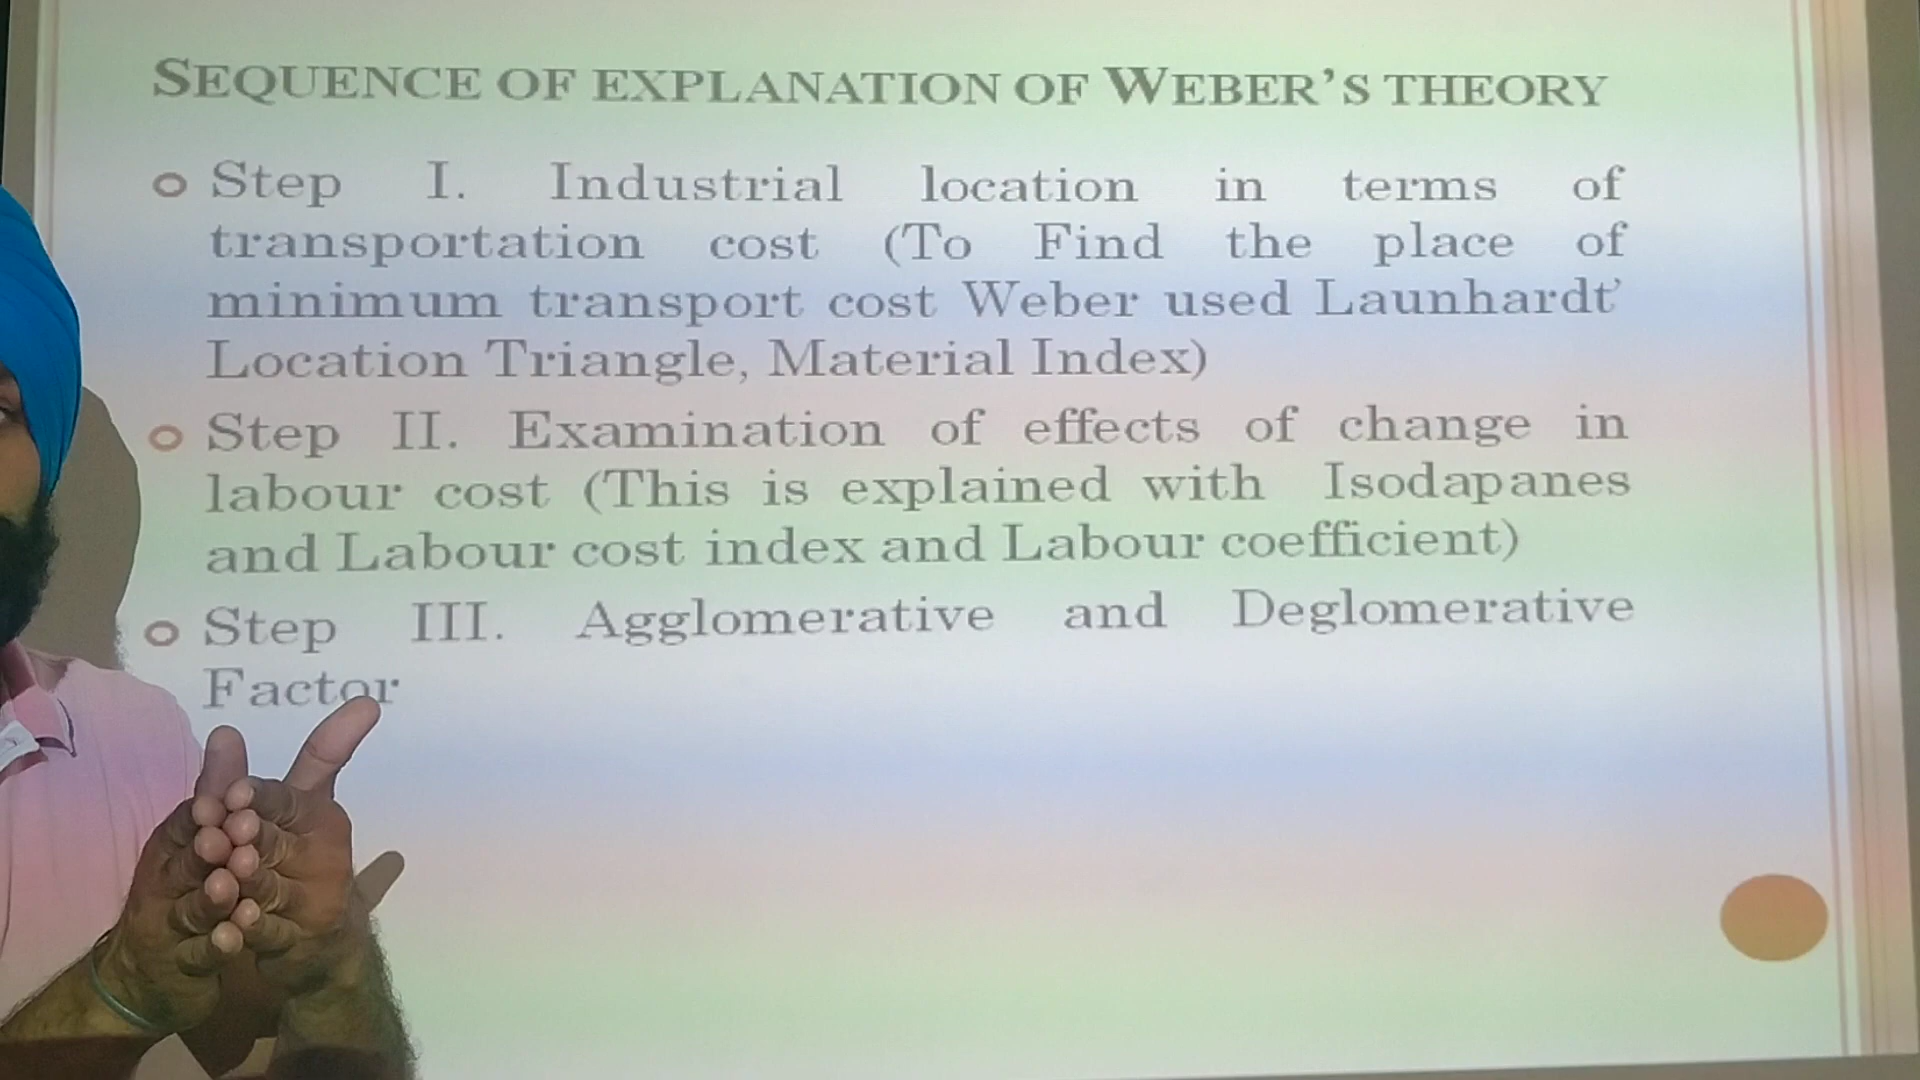 SEQUENCE OF EXPLANATION OF WEBER'S THEORY
Step I. Industrial location in terms of
transportation cost (To Find the place of
minimum transport cost Weber used Launhardt'
Location Triangle, Material Index)
Step II. Examination of effects of change in
labour cost (This is explained with Isodapanes
and Labour cost index and Labour coefficient)
Step III. Agglomerative and Deglomerative
Factor